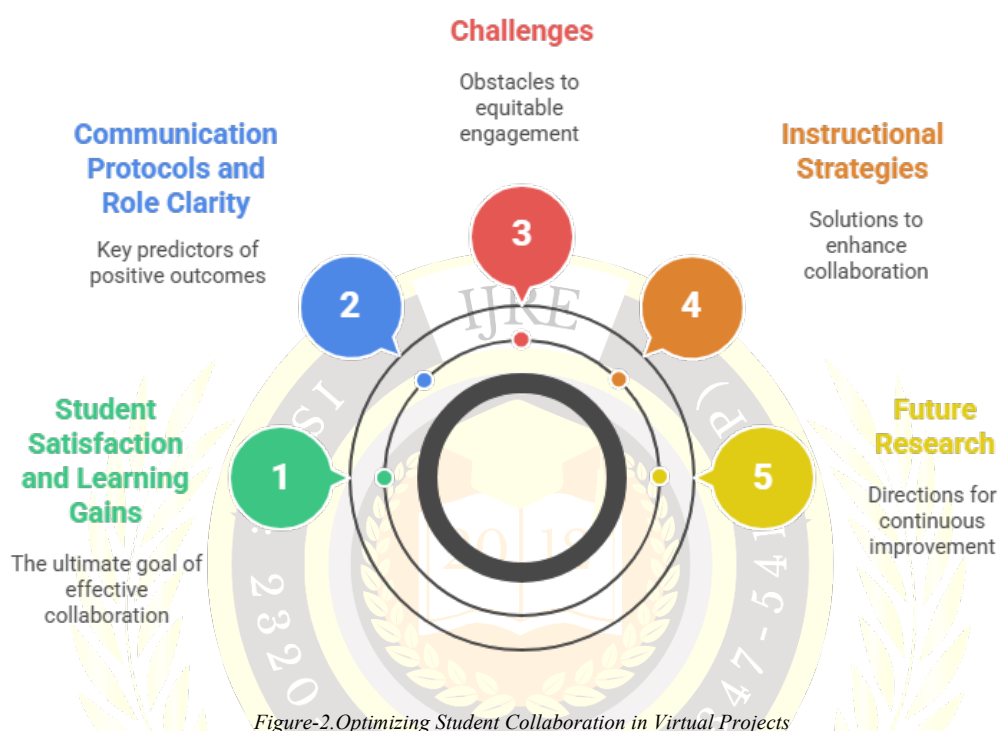 Challenges
Obstacles to
equitable
engagement
Communication
Protocols and
Role Clarity
Key predictors of
positive outcomes
Instructional
Strategies
Solutions to
enhance
collaboration
3
2
4
IJRE
Student
Satisfaction
and Learning
Gains
The ultimate goal of
effective
collaboration
1
5
Future
Research
Directions for
continuous
improvement
2018
Figure-2.Optimizing Student Collaboration in Virtual Projects